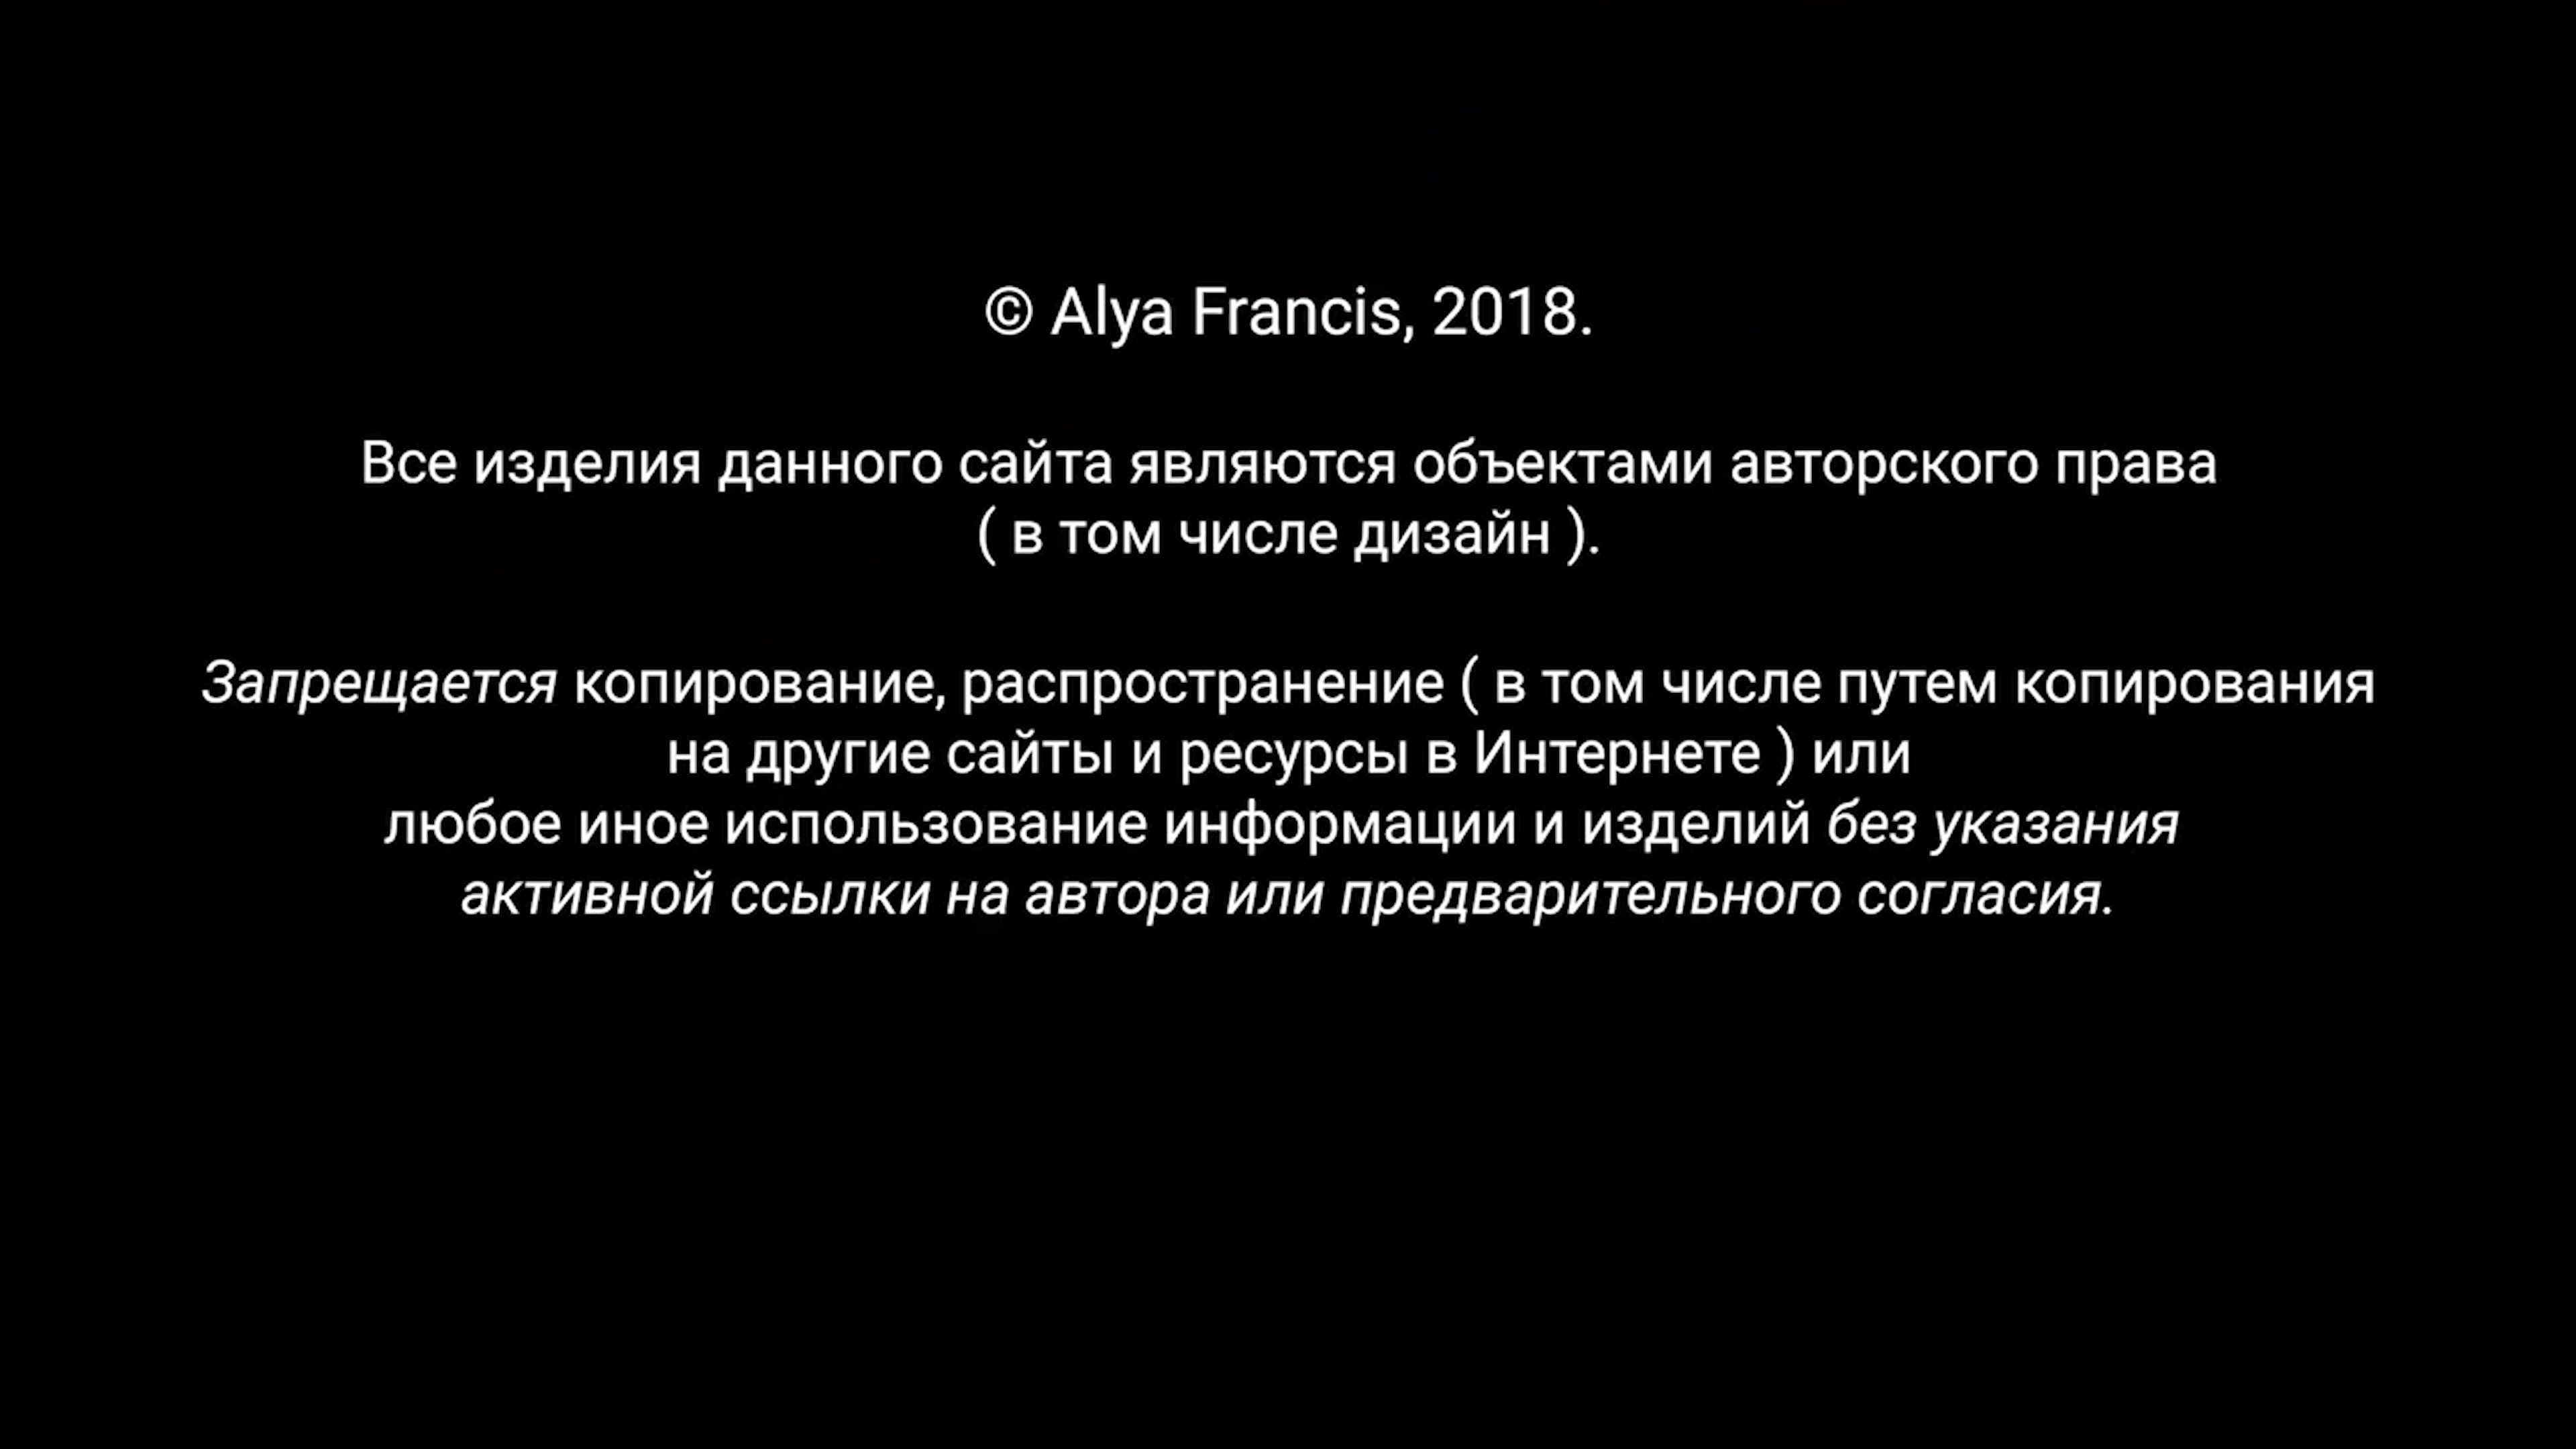 © Alya Francis, 2018.
Все изделия данного сайта являются объектами авторского права
( в том числе дизайн ).
Запрещается копирование, распространение ( в том числе путем копирования
на другие сайты и ресурсы в Интернете ) или
любое иное использование информации и изделий без указания
активной ссылки на автора или предварительного согласия.